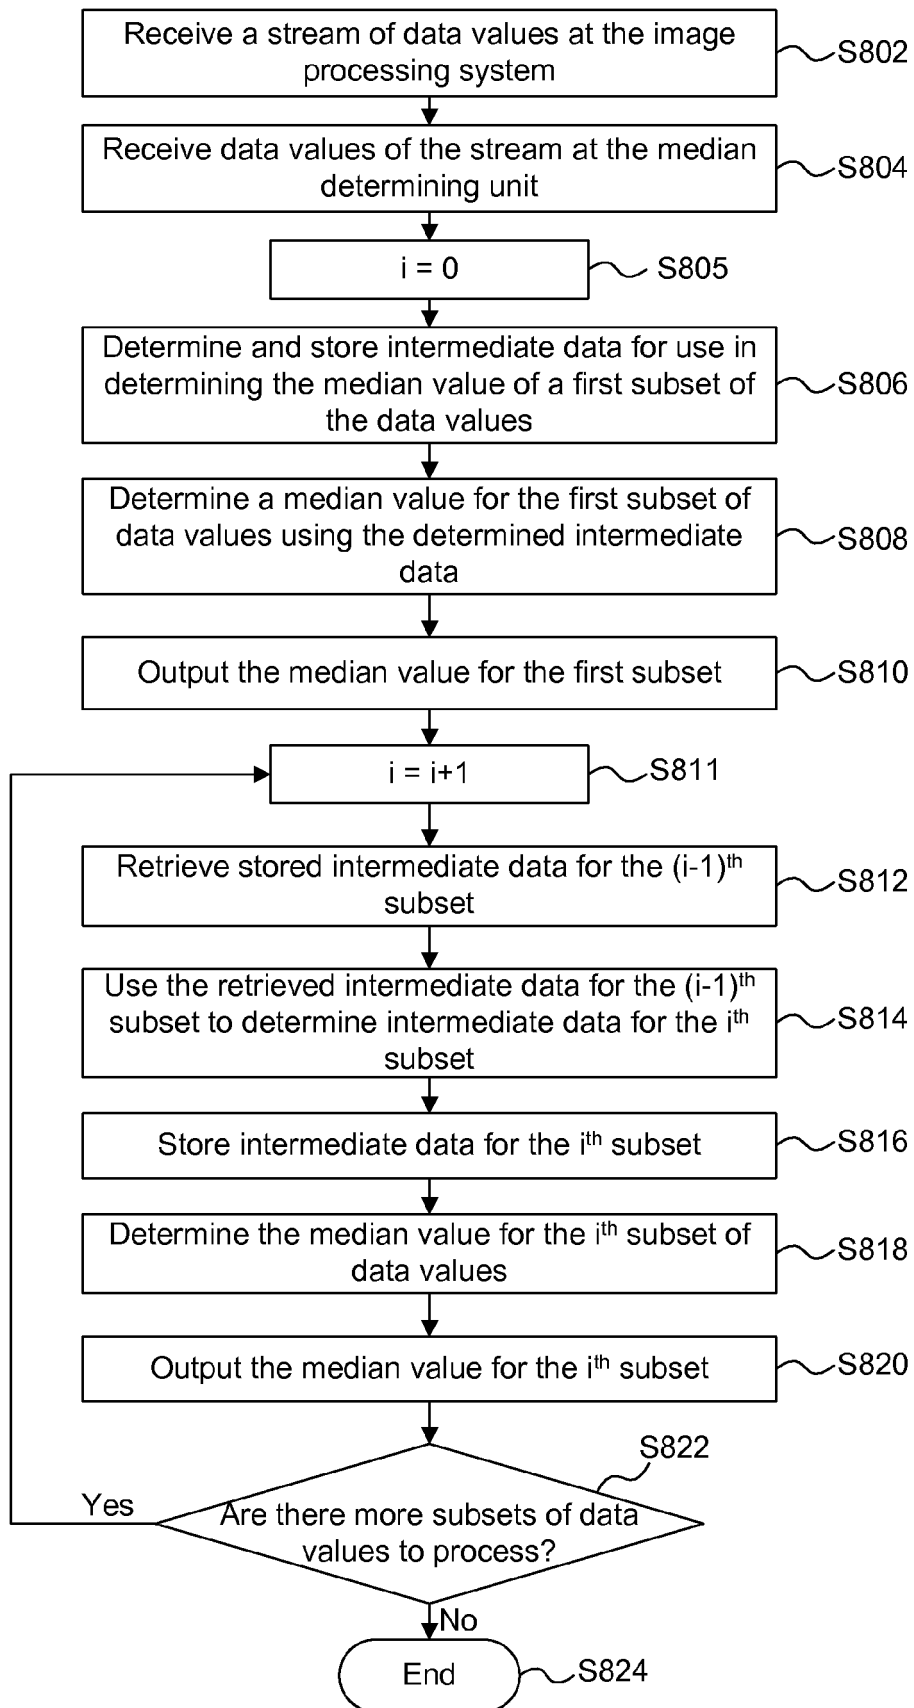 Receive a stream of data values at the image
processing system
S802
Receive data values of the stream at the median
determining unit
S804
i = 0
S805
Determine and store intermediate data for use in
determining the median value of a first subset of
the data values
S806
Determine a median value for the first subset of
data values using the determined intermediate
data
S808
Output the median value for the first subset
S810
i = i+1
S811
Retrieve stored intermediate data for the (i-1)th
subset
S812
Use the retrieved intermediate data for the (i-1)th
subset to determine intermediate data for the ith
subset
S814
Store intermediate data for the ith subset
S816
Determine the median value for the ith subset of
data values
S818
Output the median value for the ith subset
S820
S822
Yes
Are there more subsets of data
values to process?
No
End
S824